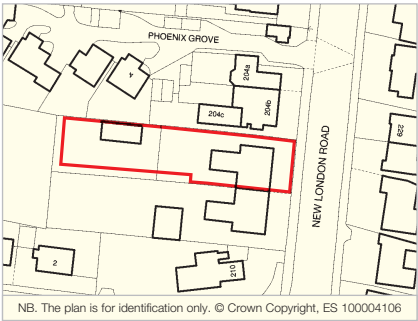 PHOENIX GROVE
204a
4
204b
204c
229
NEW LONDON ROAD
2
210
NB. The plan is for identification only. © Crown Copyright, ES 100004106